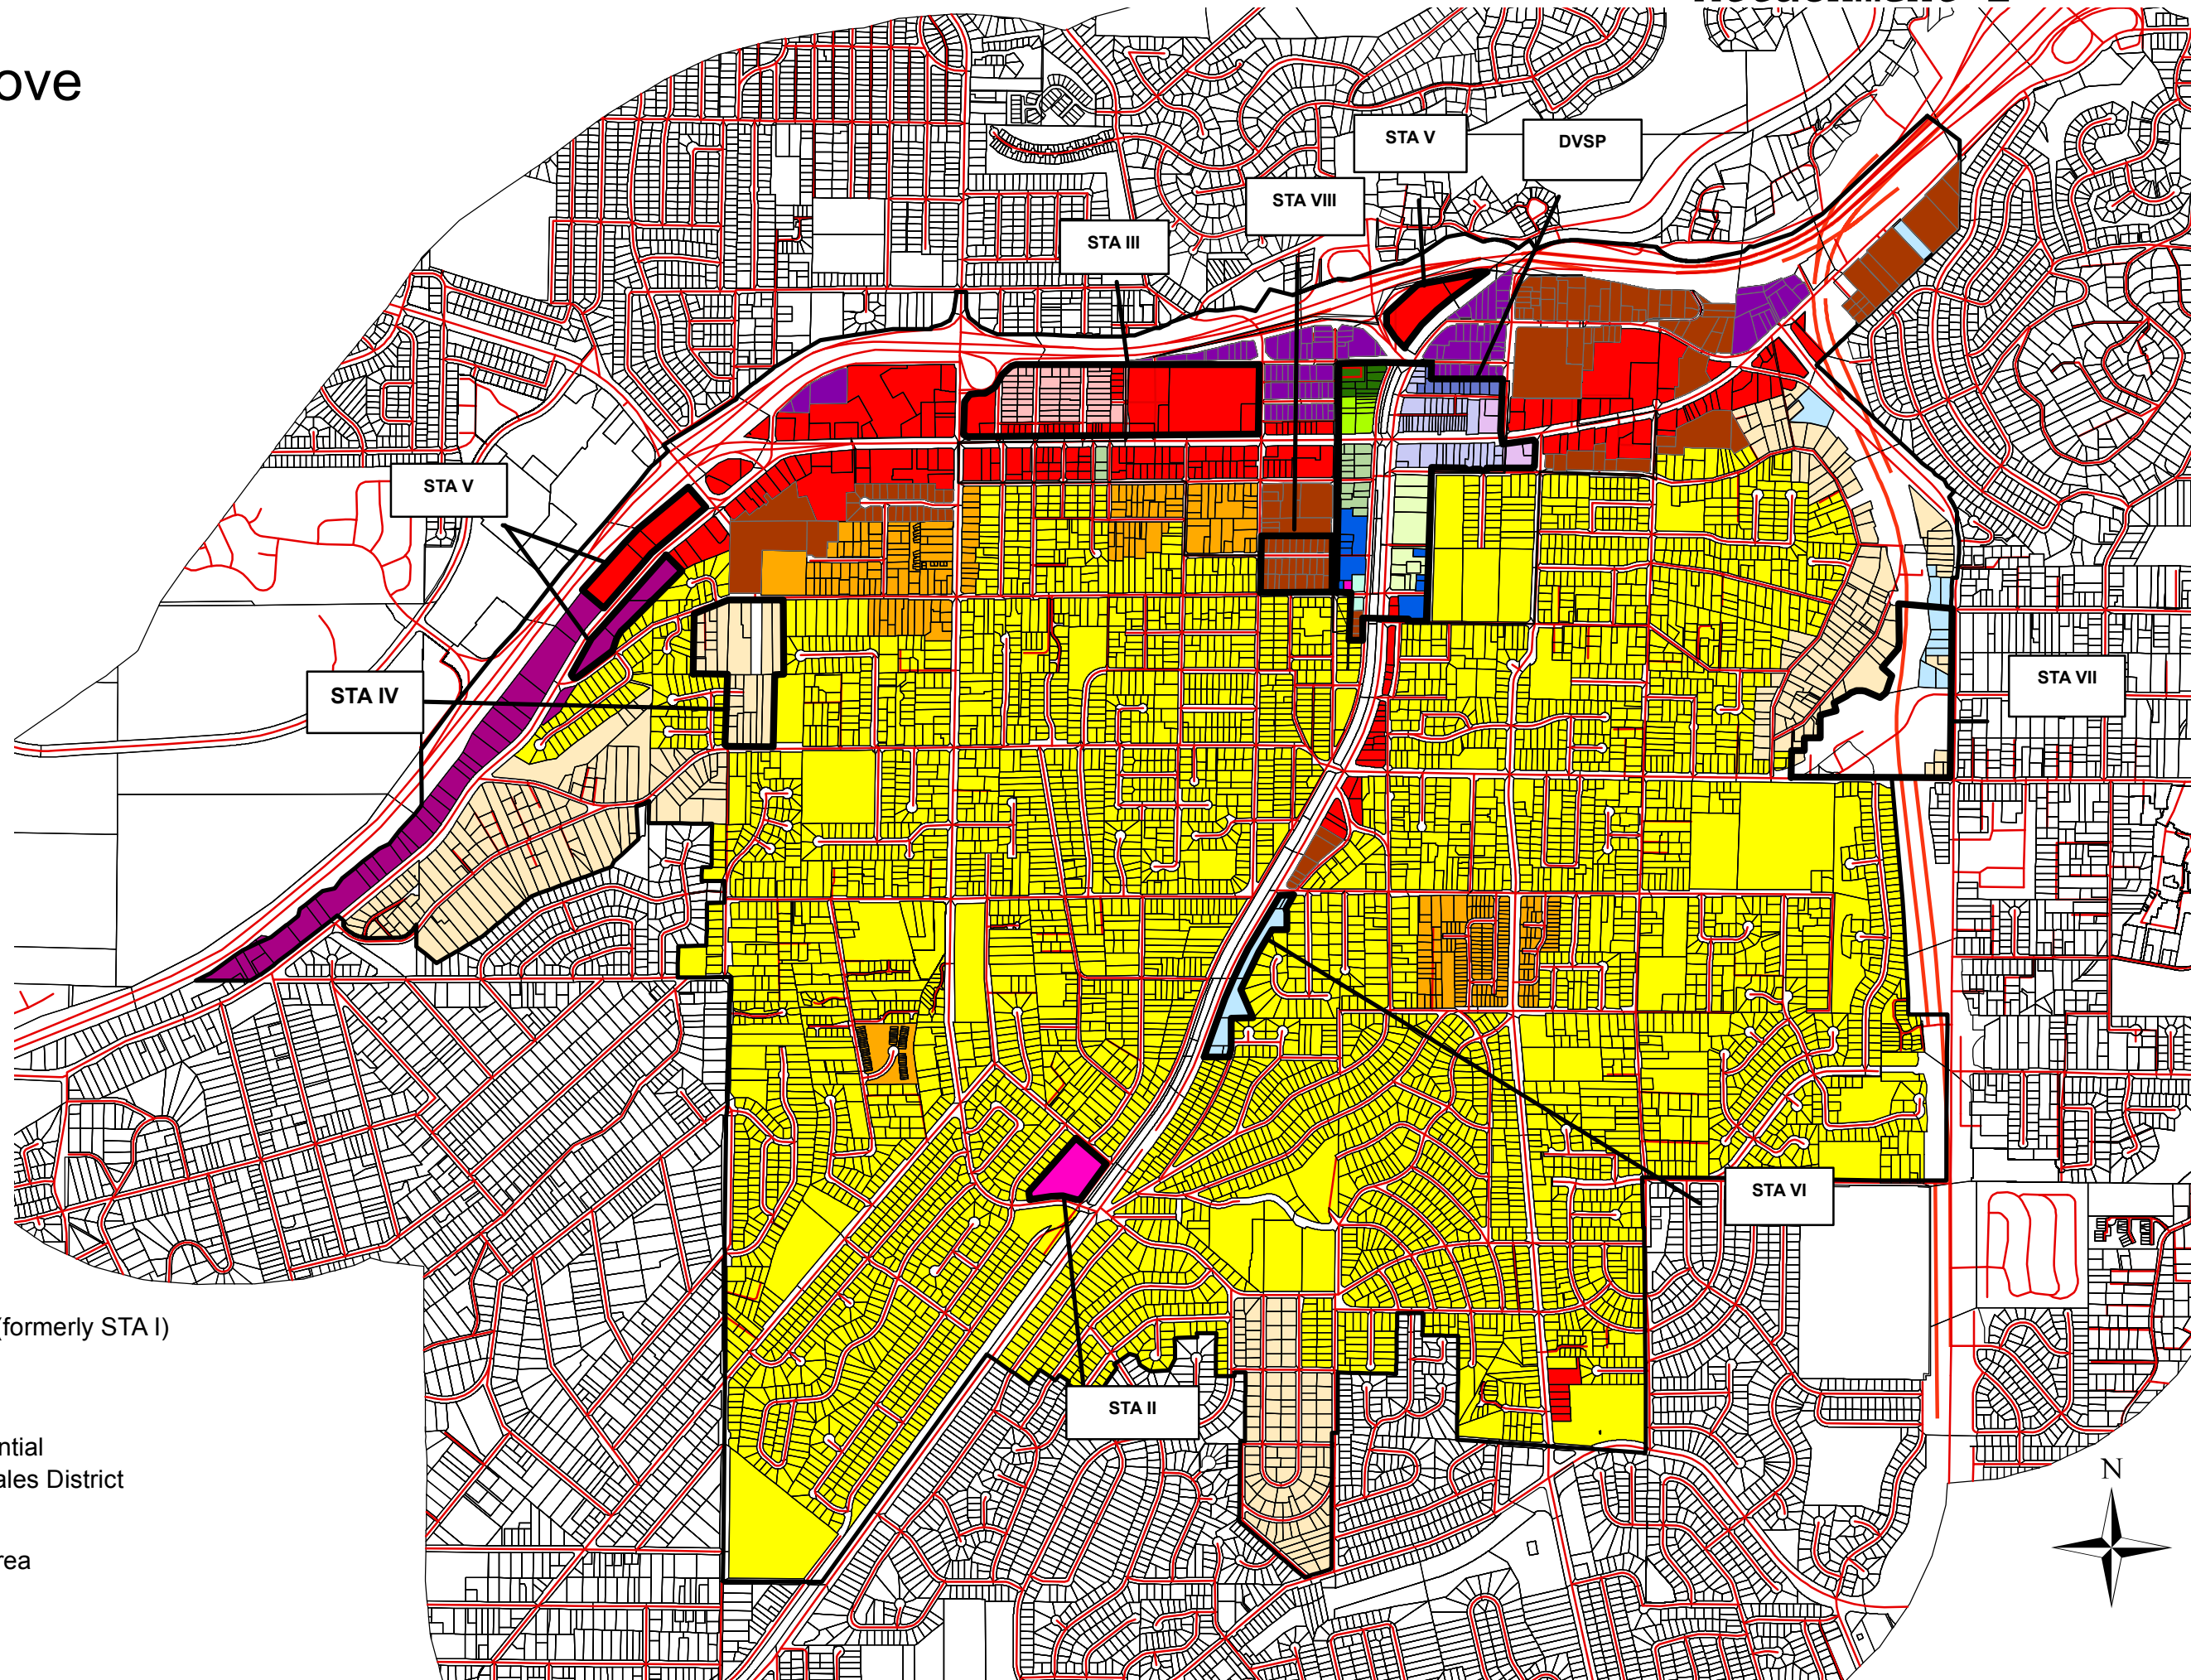 ove
STA V
DVSP
STA VIII
STA III
STA V
STA IV
STA VII
STA VI
(formerly STA I)
STA II
ntial
ales District
rea
N